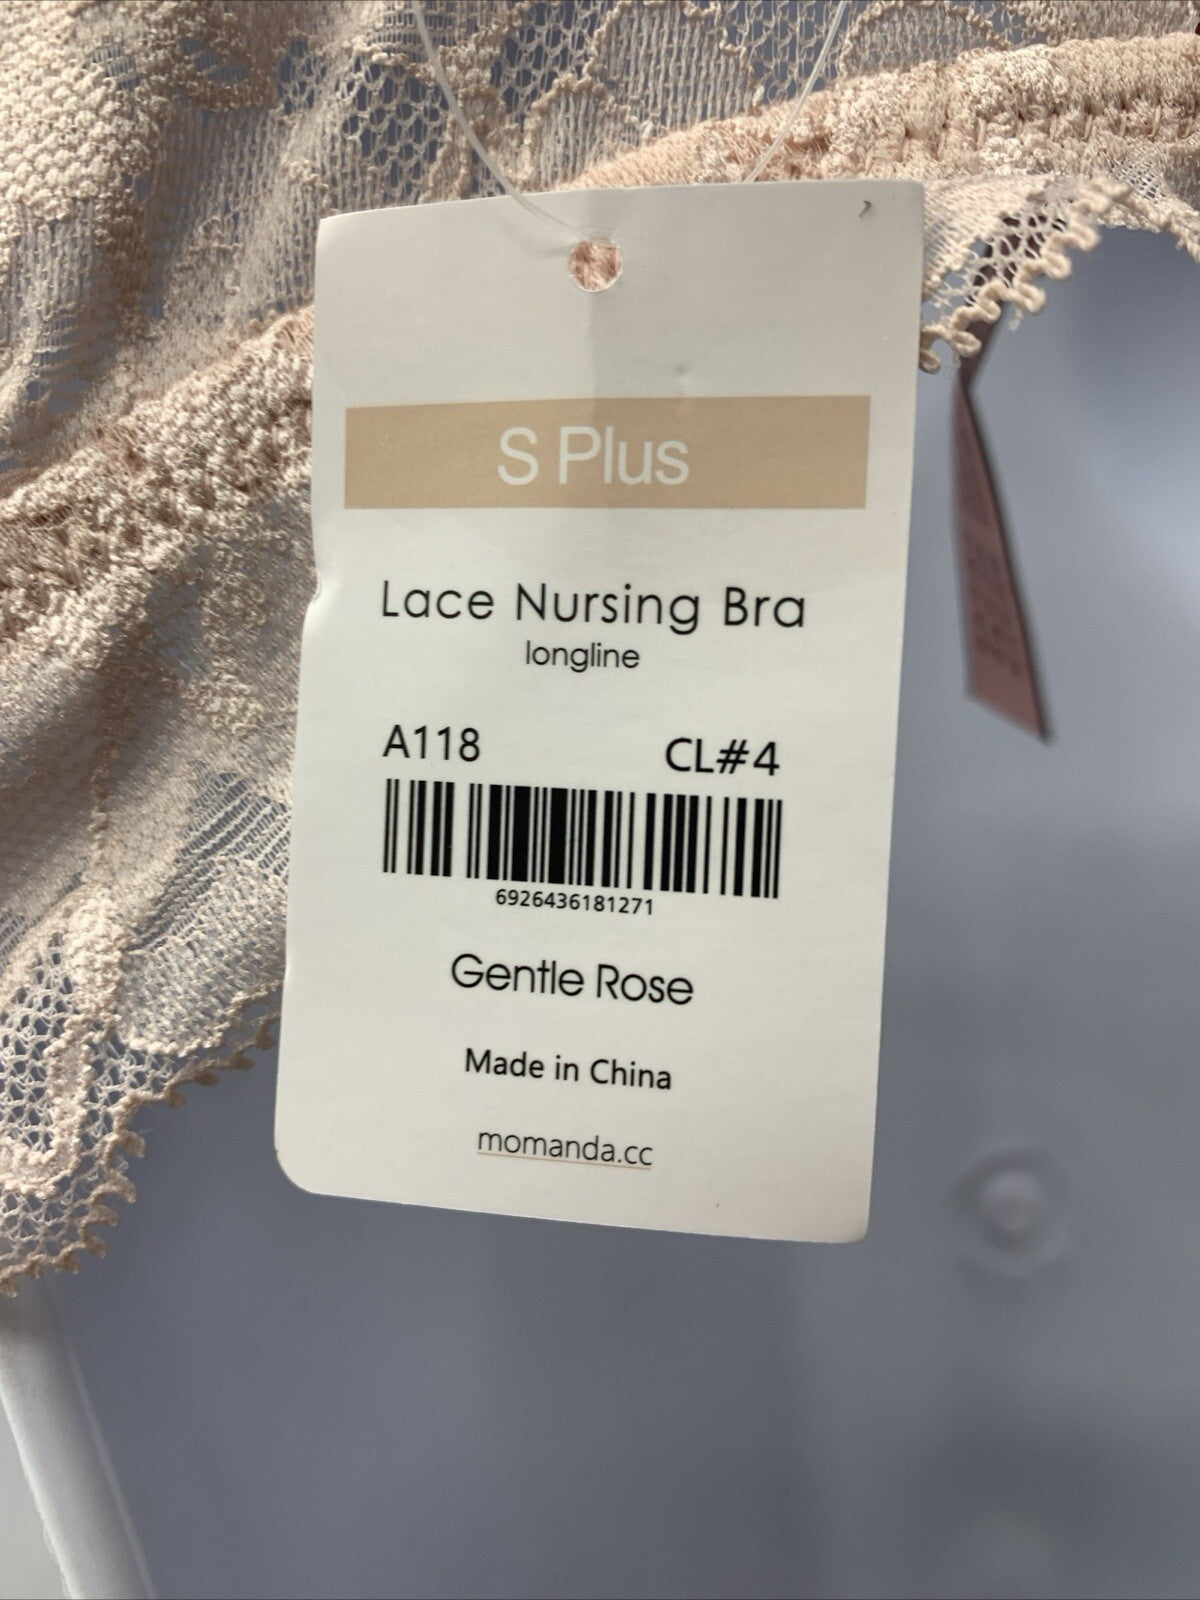 S Plus
Lace Nursing Bra
longline
A118 CL#4
6926436181271
Gentle Rose
Made in China
momanda.cc